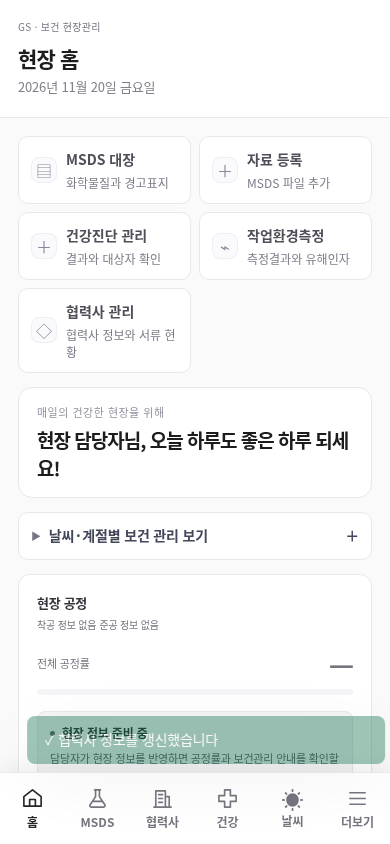 GS · 보건 현장관리
현장 홈
2026년 11월 20일 금요일
MSDS 대장
화학물질과 경고표지
자료 등록
MSDS 파일 추가
건강진단 관리
결과와 대상자 확인
작업환경측정
측정결과와 유해인자
협력사 관리
협력사 정보와 서류 현
황
매일의 건강한 현장을 위해
현장 담당자님, 오늘 하루도 좋은 하루 되세
요!
▶ 날씨·계절별 보건 관리 보기 +
현장 공정
착공 정보 없음 준공 정보 없음
전체 공정률 —
• 현장 정보 준비 중
✓ 협력사 정보를 갱신했습니다
담당자가 현장 정보를 반영하면 공정률과 보건관리 안내를 확인할
홈 MSDS 협력사 건강 날씨 더보기